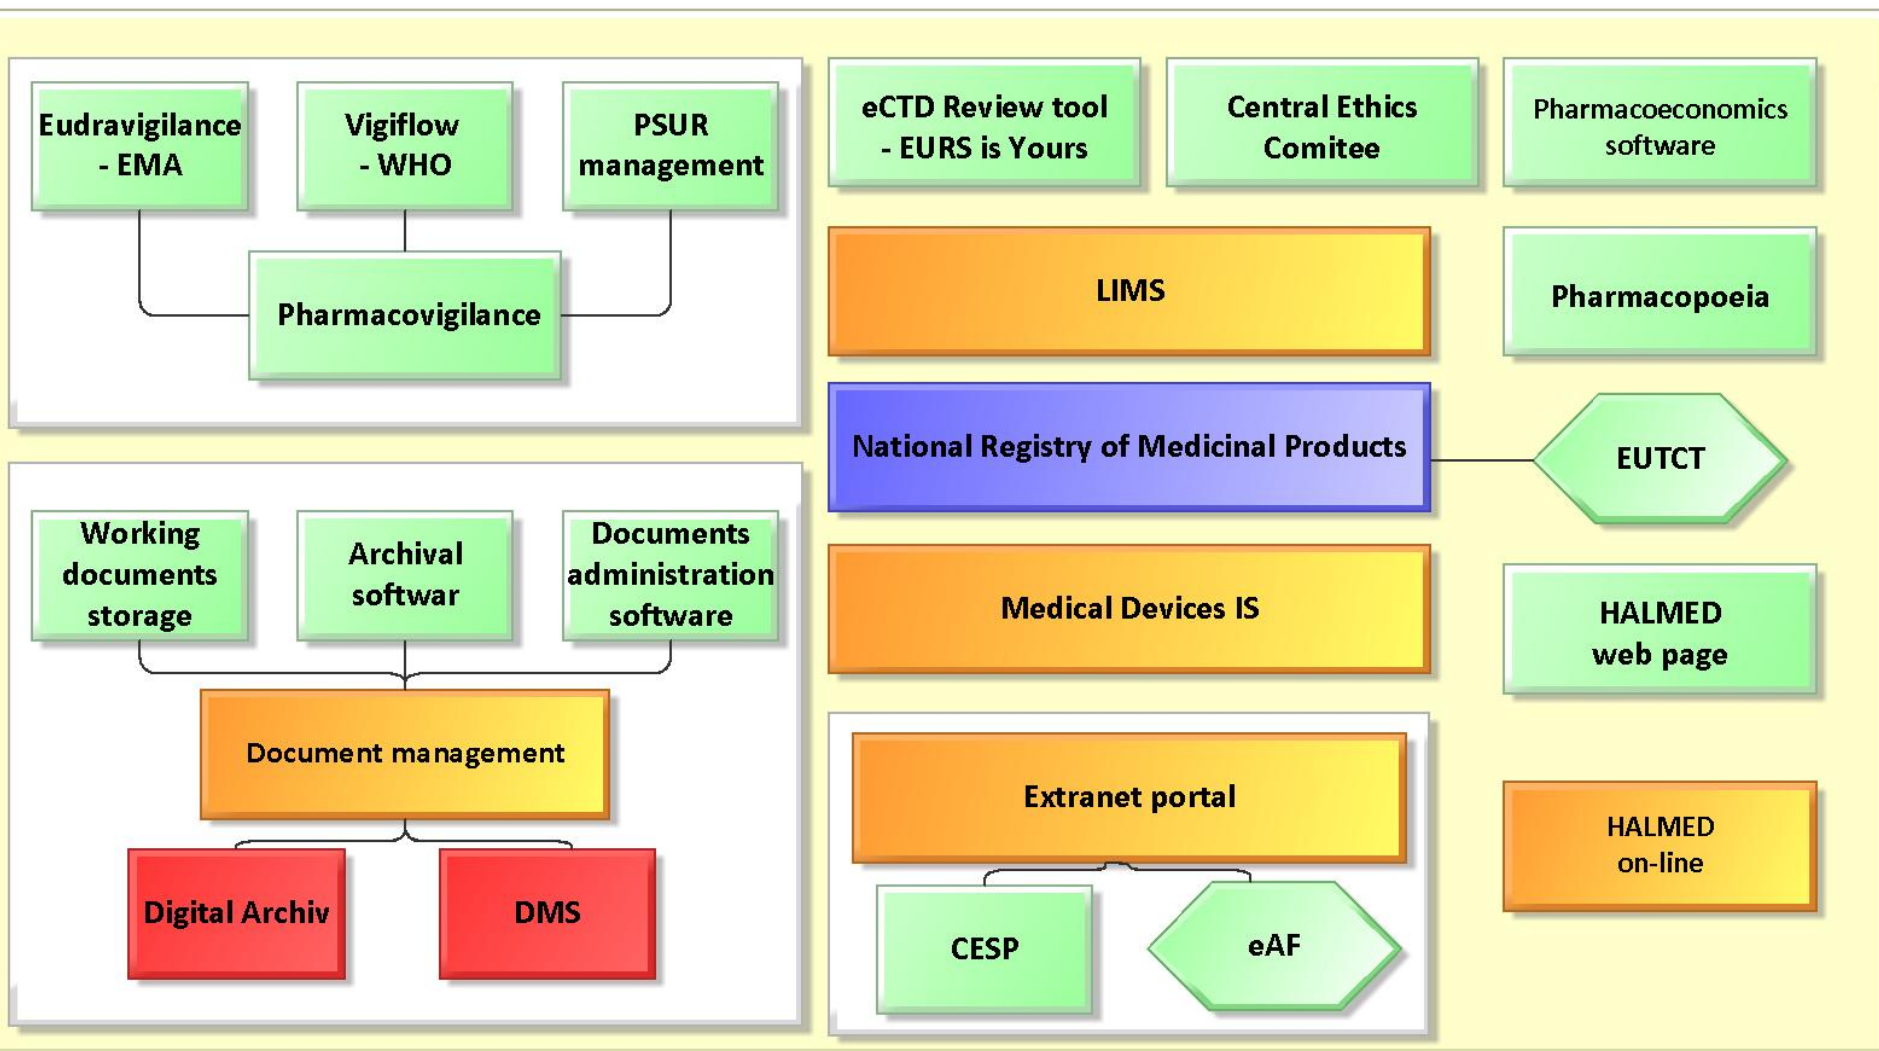 Eudravigilance
- EMA
Vigiflow
- WHO
PSUR
management
Pharmacovigilance
eCTD Review tool
- EURS is Yours
Central Ethics
Comitee
Pharmacoeconomics
software
LIMS
Pharmacopoeia
National Registry of Medicinal Products
EUTCT
Working
documents
storage
Archival
softwar
Documents
administration
software
Document management
Digital Archiv
DMS
Medical Devices IS
HALMED
web page
Extranet portal
CESP
eAF
HALMED
on-line